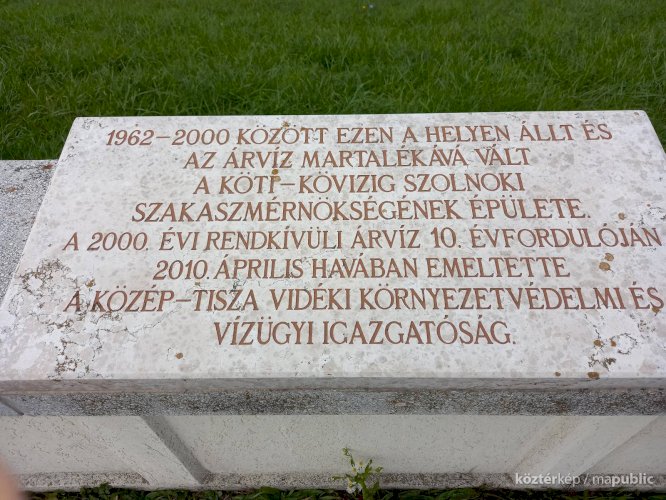 1962-2000 KÖZÖTT EZEN A HELYEN ÁLLT ÉS
AZ ÁRVÍZ MARTALÉKÁVÁ VÁLT
A KÖTI-KÖVIZIG SZOLNOKI
SZAKASZMÉRNÖKSÉGÉNEK ÉPÜLETE.
A 2000. ÉVI RENDKÍVÜLI ÁRVÍZ 10. ÉVFORDULÓJÁN
2010. ÁPRILIS HAVÁBAN EMELTETTE
A KÖZÉP-TISZA VIDÉKI KÖRNYEZETVÉDELMI ÉS
VÍZÜGYI IGAZGATÓSÁG.
köztérkép / mapublic